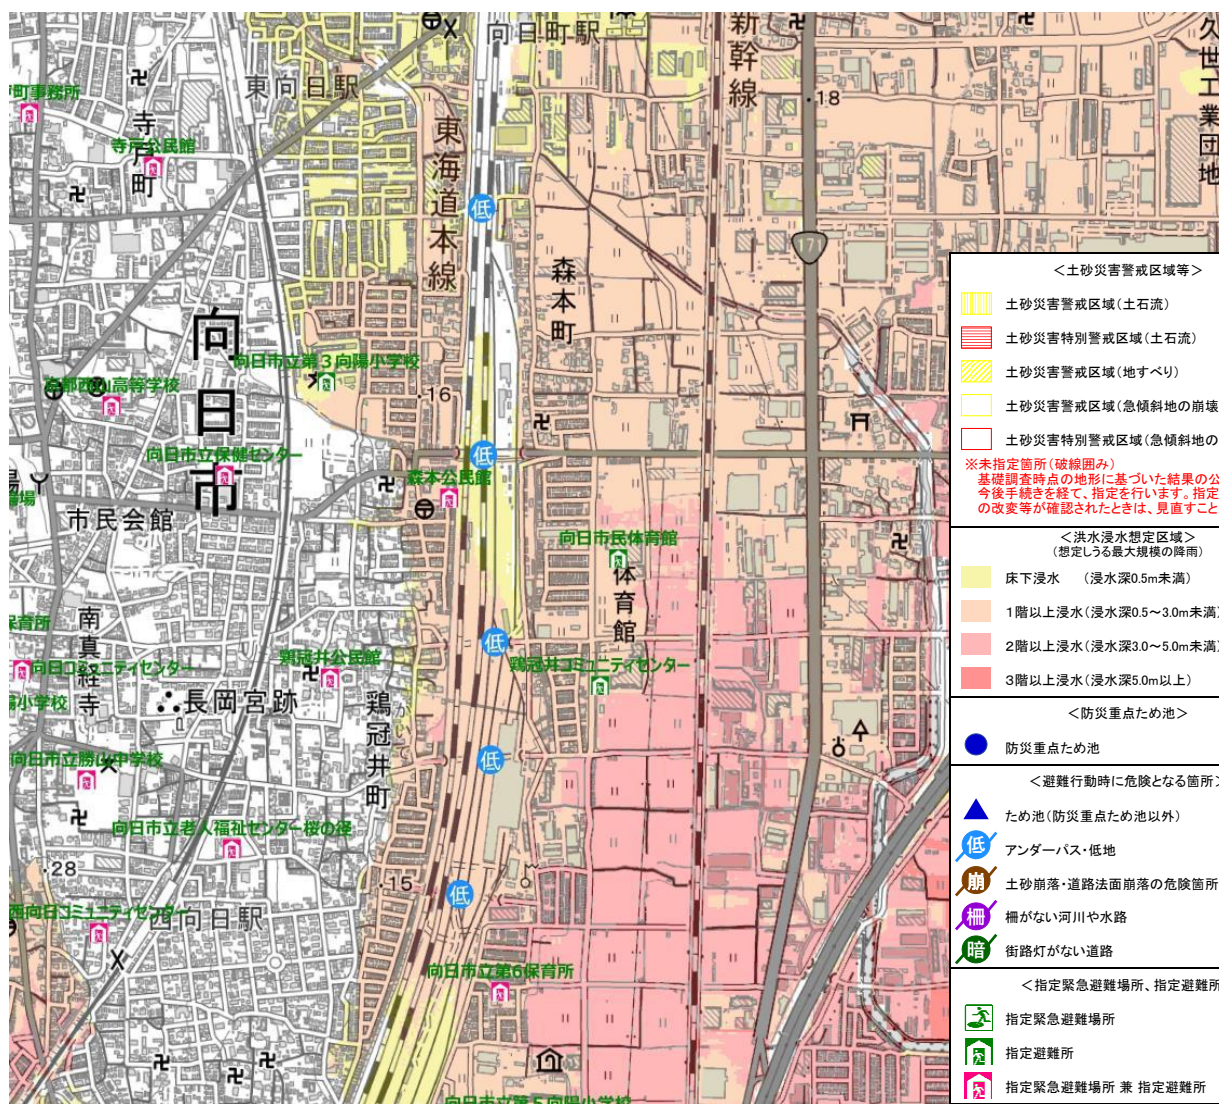 向日町駅
新幹線
久世工業団地
東向日駅
・18
町事務所
寺戸公民館
寺戸町
東海道本線
低
171
森本町
向日市
向日市立第3向陽小学校
・16
向日市立保健センター
低
森本公民館
市民会館
向日市民体育館
体育館
南真経寺
保育所
低
向日コミュニティセンター
鶏冠井公民館
鶏冠井コミュニティセンター
小学校
長岡宮跡
鶏冠井町
向日市立勝山中学校
低
向日市立老人福祉センター桜の径
・28
・15
低
西向日コミュニティセンター
西向日駅
向日市立第6保育所
向日市立第5向陽小学校
<土砂災害警戒区域等>
土砂災害警戒区域(土石流)
土砂災害特別警戒区域(土石流)
土砂災害警戒区域(地すべり)
土砂災害警戒区域(急傾斜地の崩壊
土砂災害特別警戒区域(急傾斜地の
※未指定箇所(破線囲み)
基礎調査時点の地形に基づいた結果の公
今後手続きを経て、指定を行います。指定
の改変等が確認されたときは、見直すこと
<洪水浸水想定区域>
(想定しうる最大規模の降雨)
床下浸水 (浸水深0.5m未満)
1階以上浸水(浸水深0.5～3.0m未満)
2階以上浸水(浸水深3.0～5.0m未満)
3階以上浸水(浸水深5.0m以上)
<防災重点ため池>
防災重点ため池
<避難行動時に危険となる箇所>
ため池(防災重点ため池以外)
低 アンダーパス・低地
崩 土砂崩落・道路法面崩落の危険箇所
柵 柵がない河川や水路
暗 街路灯がない道路
<指定緊急避難場所、指定避難所
指定緊急避難場所
指定避難所
指定緊急避難場所 兼 指定避難所